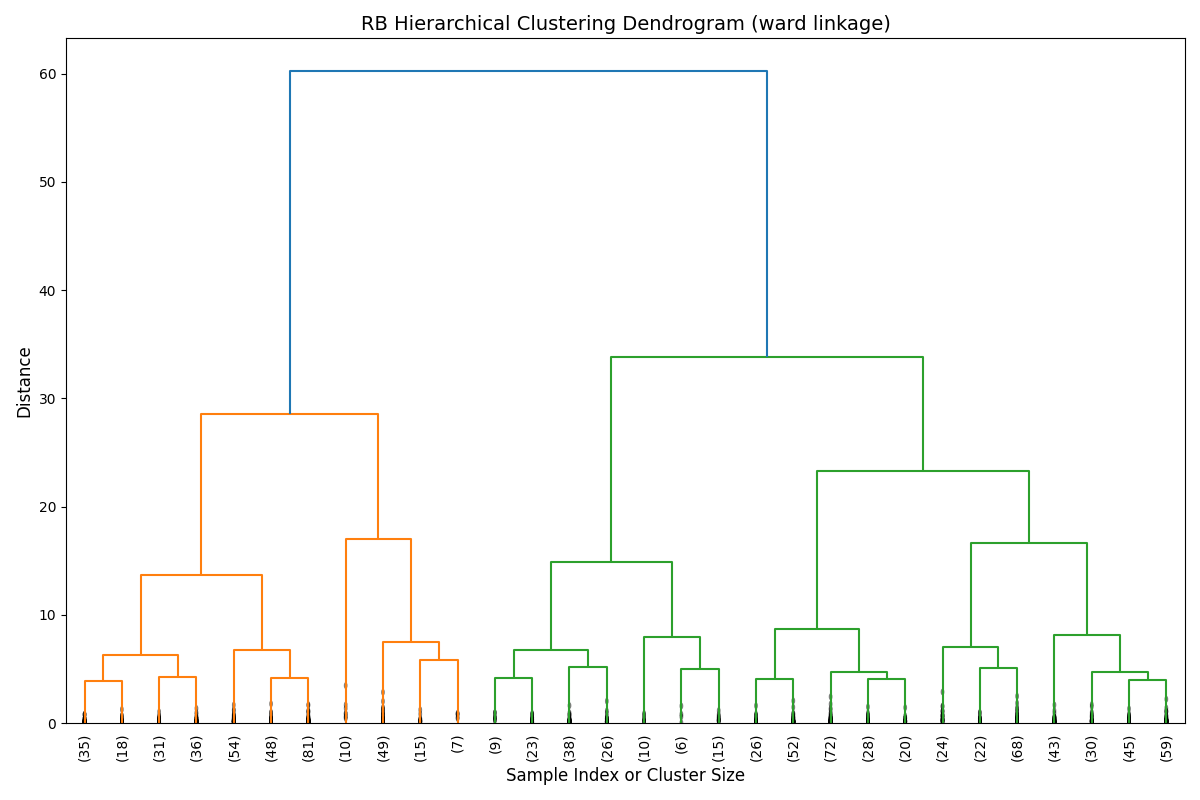 RB Hierarchical Clustering Dendrogram (ward linkage)
60
50
40
30
20
10
0
Distance
(35) (18) (31) (36) (54) (48) (81) (10) (49) (15) (7) (9) (23) (38) (26) (10) (6) (15) (26) (52) (72) (28) (20) (24) (22) (68) (43) (30) (45) (59)
Sample Index or Cluster Size